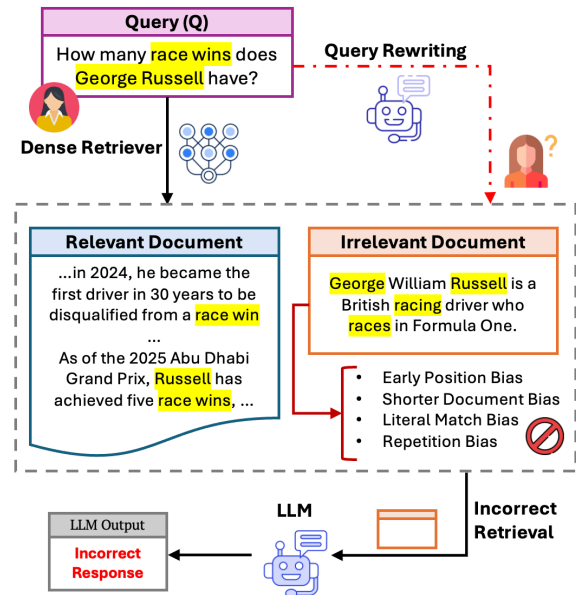 Query (Q)
How many race wins does
George Russell have?
Query Rewriting
Dense Retriever
?
Relevant Document
...in 2024, he became the
first driver in 30 years to be
disqualified from a race win
...
As of the 2025 Abu Dhabi
Grand Prix, Russell has
achieved five race wins, ...
Irrelevant Document
George William Russell is a
British racing driver who
races in Formula One.
• Early Position Bias
• Shorter Document Bias
• Literal Match Bias
• Repetition Bias
Incorrect
Retrieval
LLM
LLM Output
Incorrect
Response